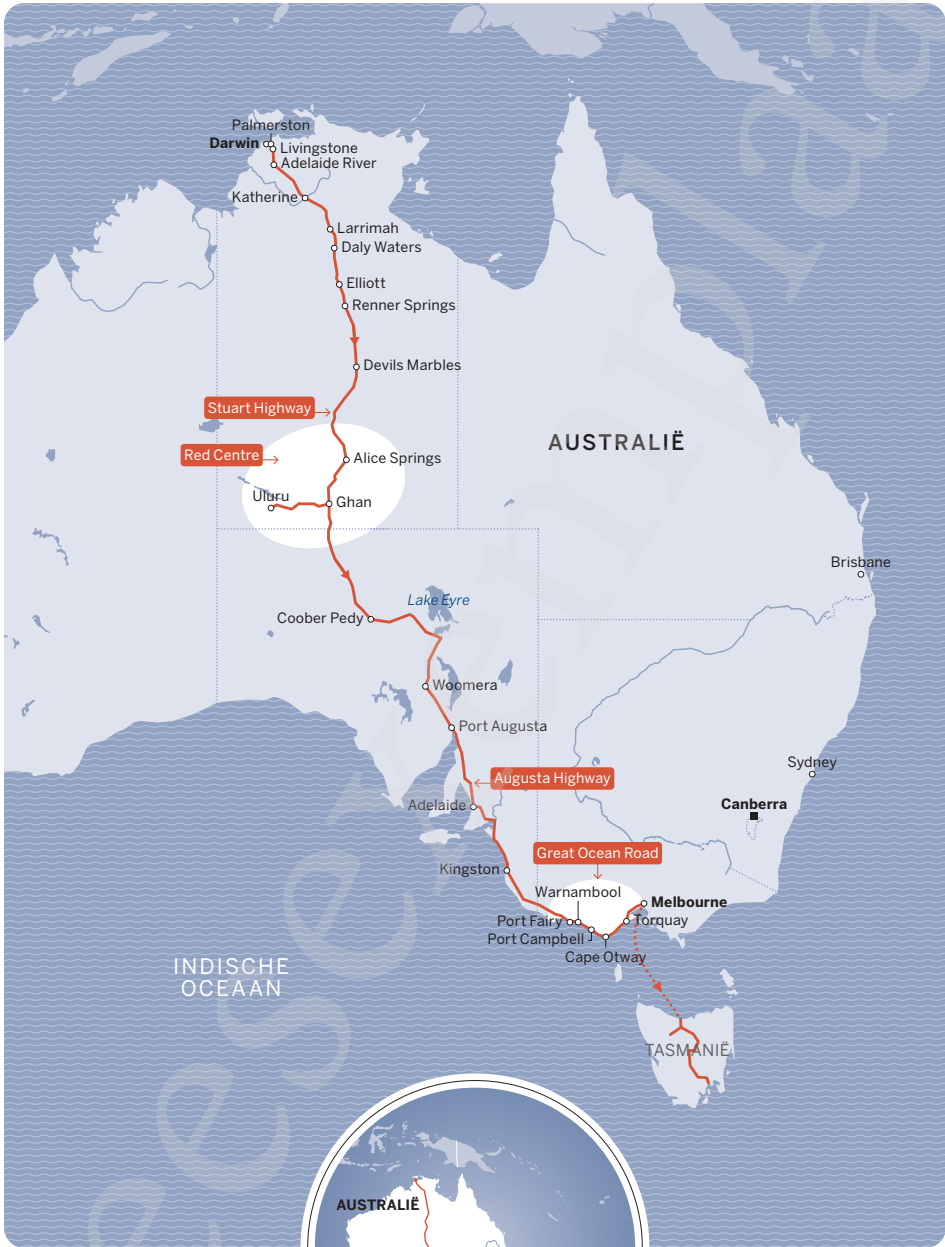 Palmerston
Darwin
Livingstone
Adelaide River
Katherine
Larrimah
Daly Waters
Elliott
Renner Springs
Devils Marbles
Stuart Highway
AUSTRALIË
Red Centre
Alice Springs
Uluru
Ghan
Brisbane
Lake Eyre
Coober Pedy
Woomera
Port Augusta
Sydney
Augusta Highway
Canberra
Adelaide
Great Ocean Road
Kingston
Warnambool
Melbourne
Port Fairy
Torquay
Port Campbell
Cape Otway
INDISCHE
OCEAAN
TASMANIË
AUSTRALIË
leesexempla